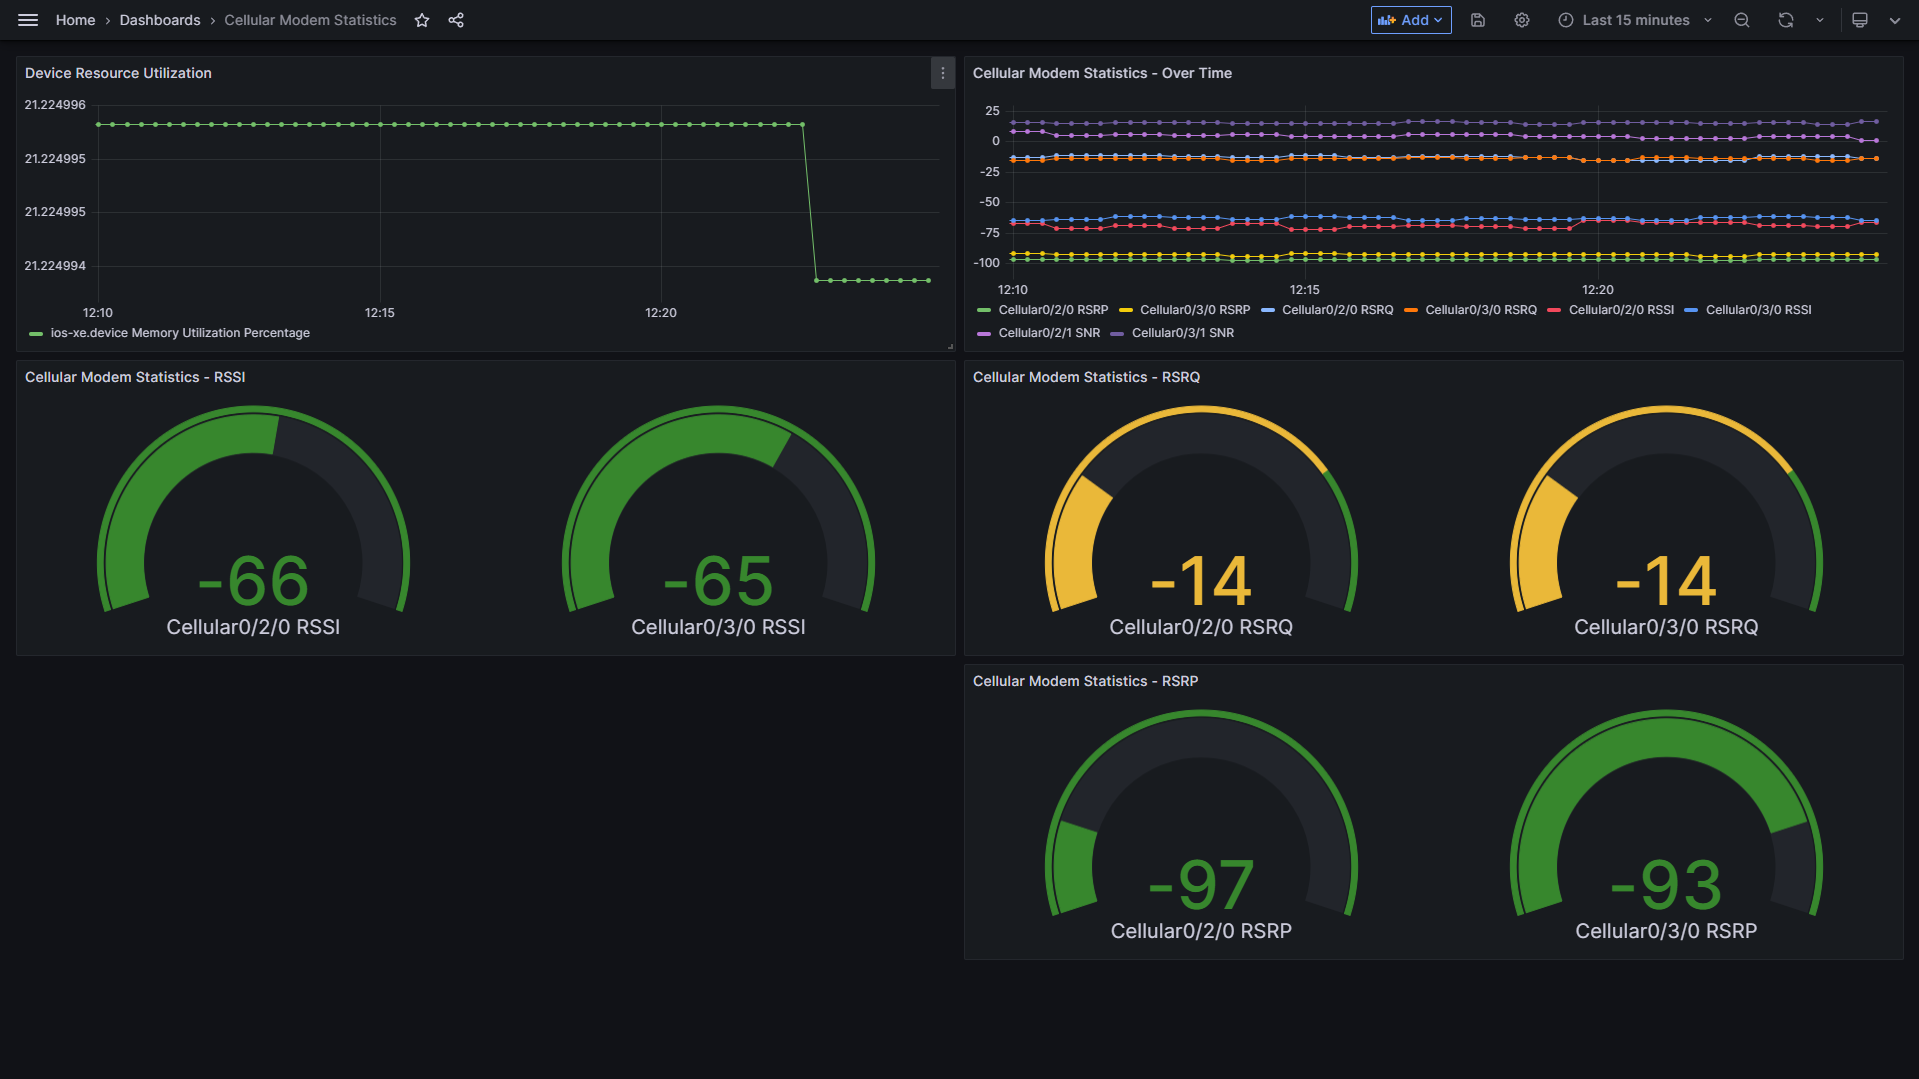 Home › Dashboards › Cellular Modem Statistics
Add
Last 15 minutes
Device Resource Utilization
21.224996
21.224995
21.224995
21.224994
12:10 12:15 12:20
ios-xe.device Memory Utilization Percentage
Cellular Modem Statistics - Over Time
25
0
-25
-50
-75
-100
12:10 12:15 12:20
Cellular0/2/0 RSRP Cellular0/3/0 RSRP Cellular0/2/0 RSRQ Cellular0/3/0 RSRQ Cellular0/2/0 RSSI Cellular0/3/0 RSSI
Cellular0/2/1 SNR Cellular0/3/1 SNR
Cellular Modem Statistics - RSSI
-66 -65
Cellular0/2/0 RSSI Cellular0/3/0 RSSI
Cellular Modem Statistics - RSRQ
-14 -14
Cellular0/2/0 RSRQ Cellular0/3/0 RSRQ
Cellular Modem Statistics - RSRP
-97 -93
Cellular0/2/0 RSRP Cellular0/3/0 RSRP